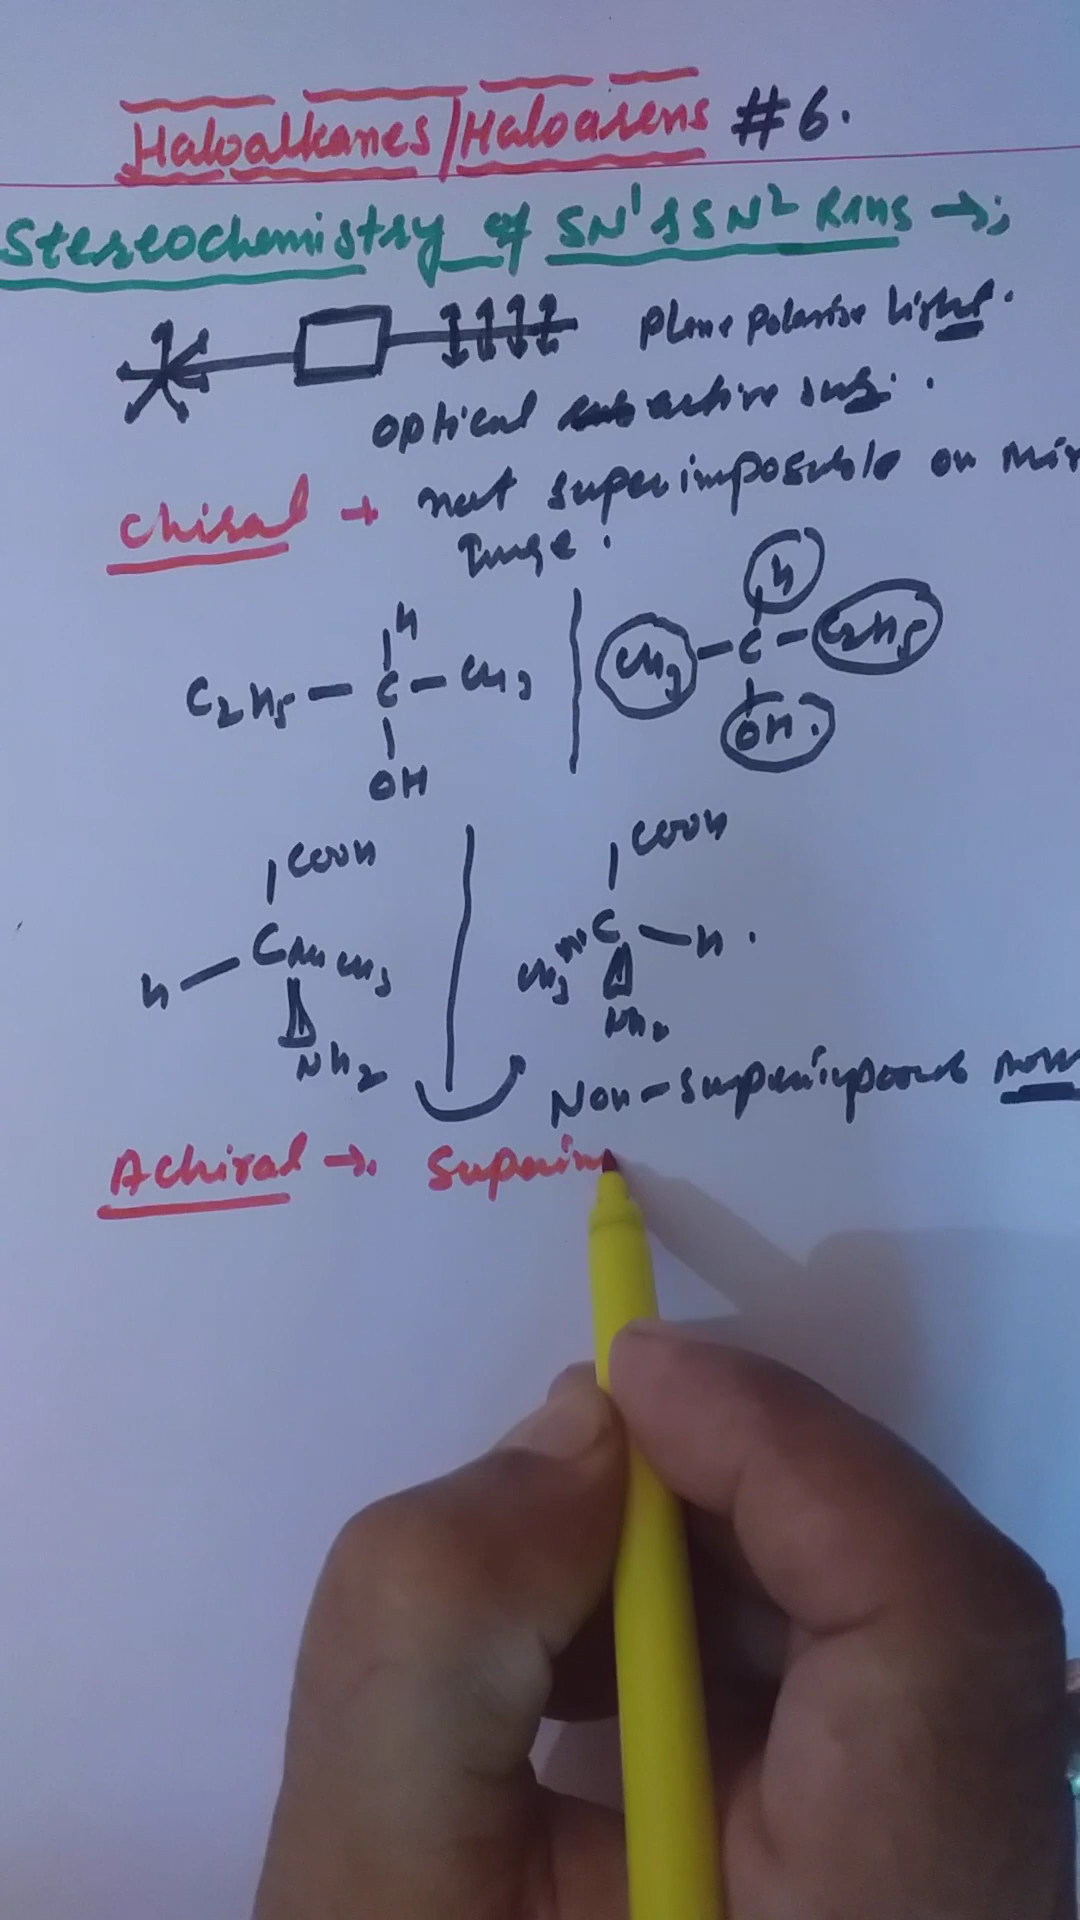 Haloalkanes/Haloarens #6.
Stereochemistry of SN1 & SN2 Rxns →;
plane polarise light.
optical active sub. .
Chiral → not superimposable on mir
Image.
H
C2H5 — C — CH3
OH
H
CH3 — C — C2H5
OH.
COOH
H — C CH3
NH2
COOH
CH3 C — H .
NH2
Non-superimposable
Achiral →. Superim